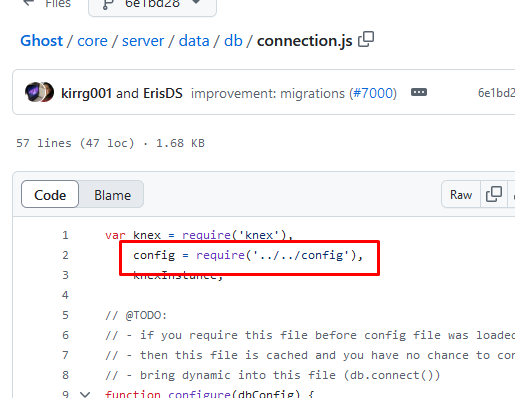 Files
6e1bd28
Ghost / core / server / data / db / connection.js
kirrg001 and ErisDS improvement: migrations (#7000)
57 lines (47 loc) · 1.68 KB
Code Blame Raw
1 var knex = require('knex'),
2 config = require('../../config'),
3 knexInstance;
4
5 // @TODO:
6 // - if you require this file before config file was loaded
7 // - then this file is cached and you have no chance to con
8 // - bring dynamic into this file (db.connect())
9 function configure(dbConfig) {